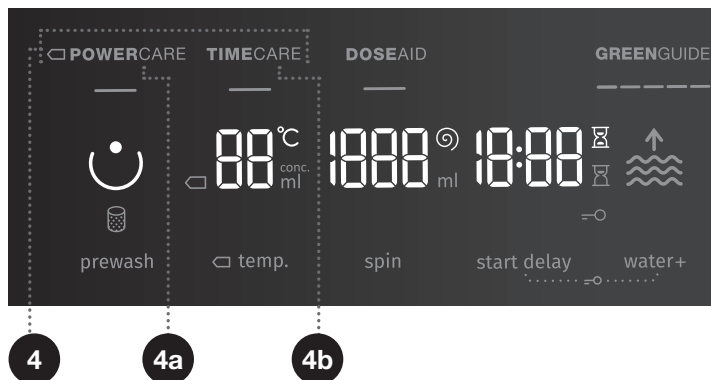 POWERCARE TIMECARE DOSEAID GREENGUIDE
88 °C 1888 18:88
conc.
ml ml
prewash temp. spin start delay water+
4 4a 4b